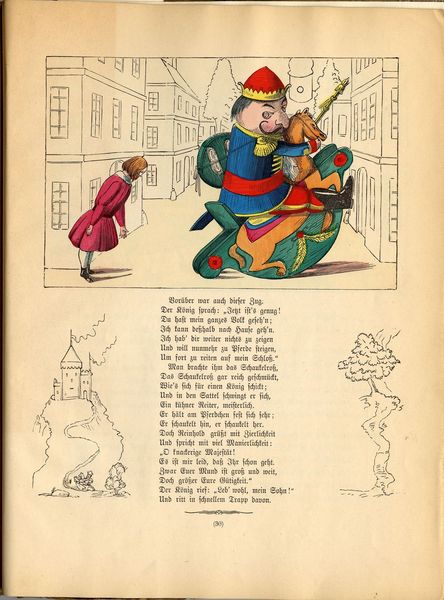 Vorüber war auch dieser Zug.
Der König sprach: „Jetzt ist's genug!
Du hast mein ganzes Volk geseh'n;
Ich kann deßhalb nach Hause geh'n.
Ich hab' dir weiter nichts zu zeigen
Und will nunmehr zu Pferde steigen,
Um fort zu reiten auf mein Schloß.“
Man brachte ihm das Schaukelroß,
Das Schaukelroß gar reich geschmückt,
Wie's sich für einen König schickt;
Und in den Sattel schwingt er sich,
Ein kühner Reiter, meisterlich.
Er hält am Pferdchen fest sich sehr;
Er schaukelt hin, er schaukelt her.
Doch Reinhold grüßt mit Zierlichkeit
Und spricht mit viel Manierlichkeit:
„O knackerige Majestät!
Es ist mir leid, daß Ihr schon geht.
Zwar Euer Mund ist groß und weit,
Doch größer Eure Gütigkeit.“
Der König rief: „Leb' wohl, mein Sohn!“
Und ritt in schnellem Trapp davon.
(30)